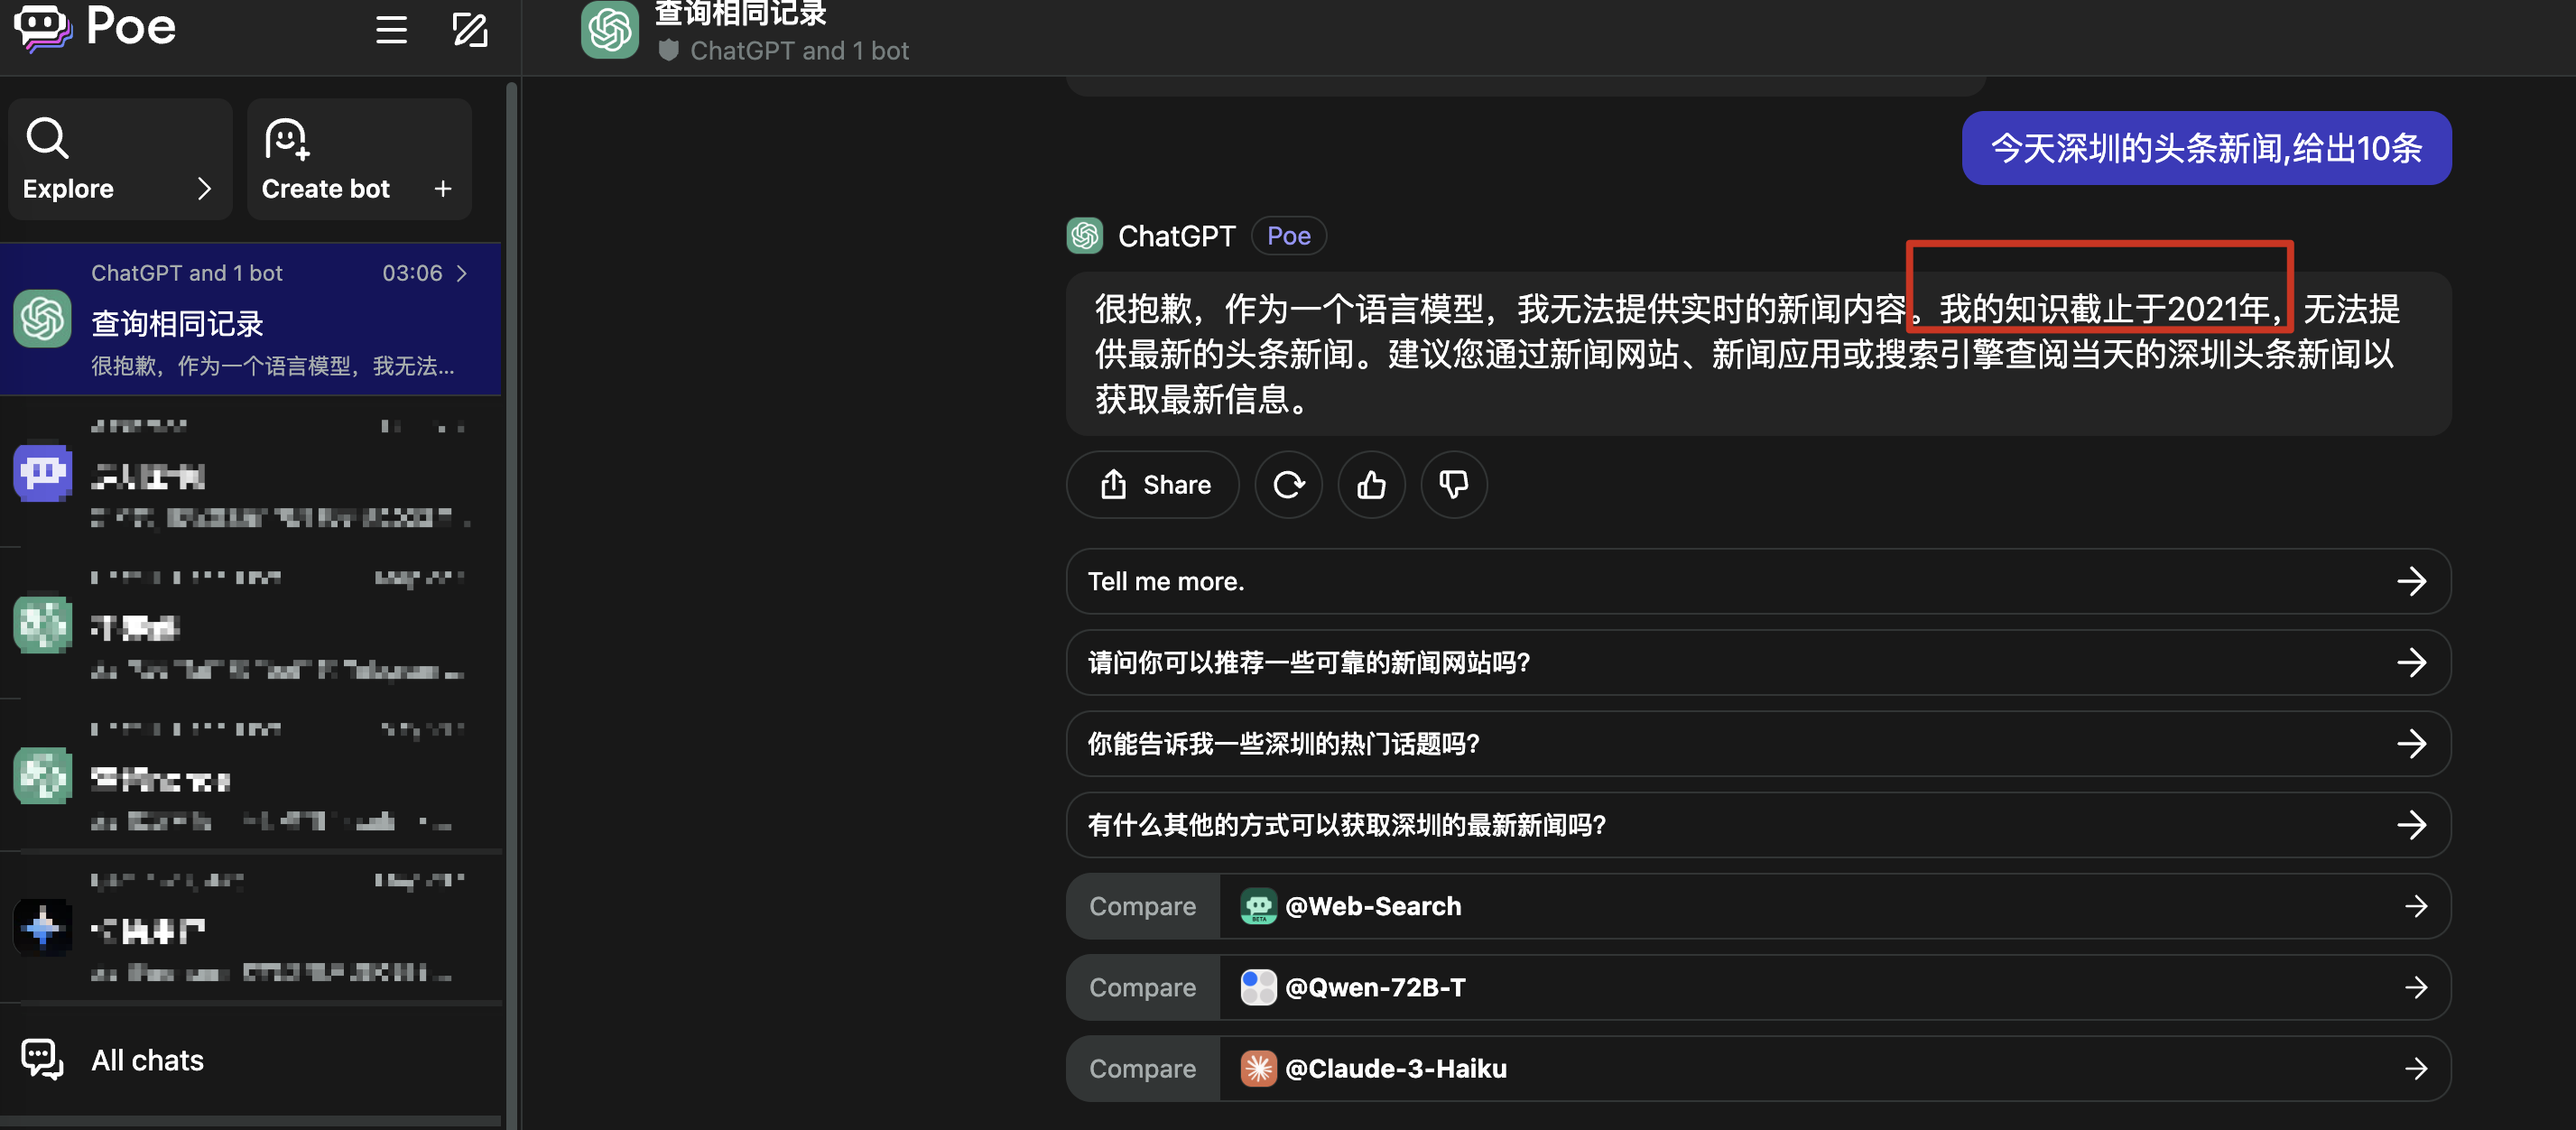 Poe
查询相同记录
ChatGPT and 1 bot
Explore
Create bot
ChatGPT and 1 bot 03:06
查询相同记录
很抱歉，作为一个语言模型，我无法...
All chats
今天深圳的头条新闻,给出10条
ChatGPT Poe
很抱歉，作为一个语言模型，我无法提供实时的新闻内容。我的知识截止于2021年，无法提
供最新的头条新闻。建议您通过新闻网站、新闻应用或搜索引擎查阅当天的深圳头条新闻以
获取最新信息。
Share
Tell me more.
请问你可以推荐一些可靠的新闻网站吗?
你能告诉我一些深圳的热门话题吗?
有什么其他的方式可以获取深圳的最新新闻吗?
Compare BETA @Web-Search
Compare @Qwen-72B-T
Compare @Claude-3-Haiku